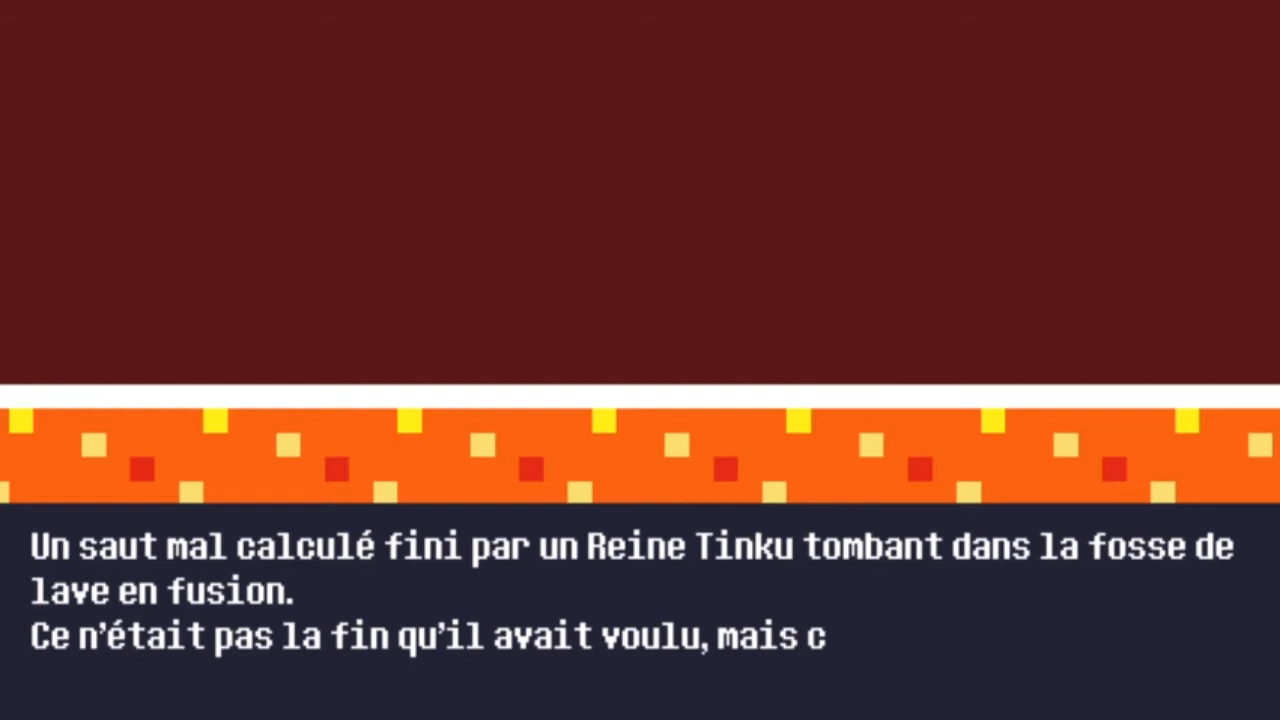 Un saut mal calculé fini par un Reine Tinku tombant dans la fosse de
lave en fusion.
Ce n'était pas la fin qu'il avait voulu, mais c